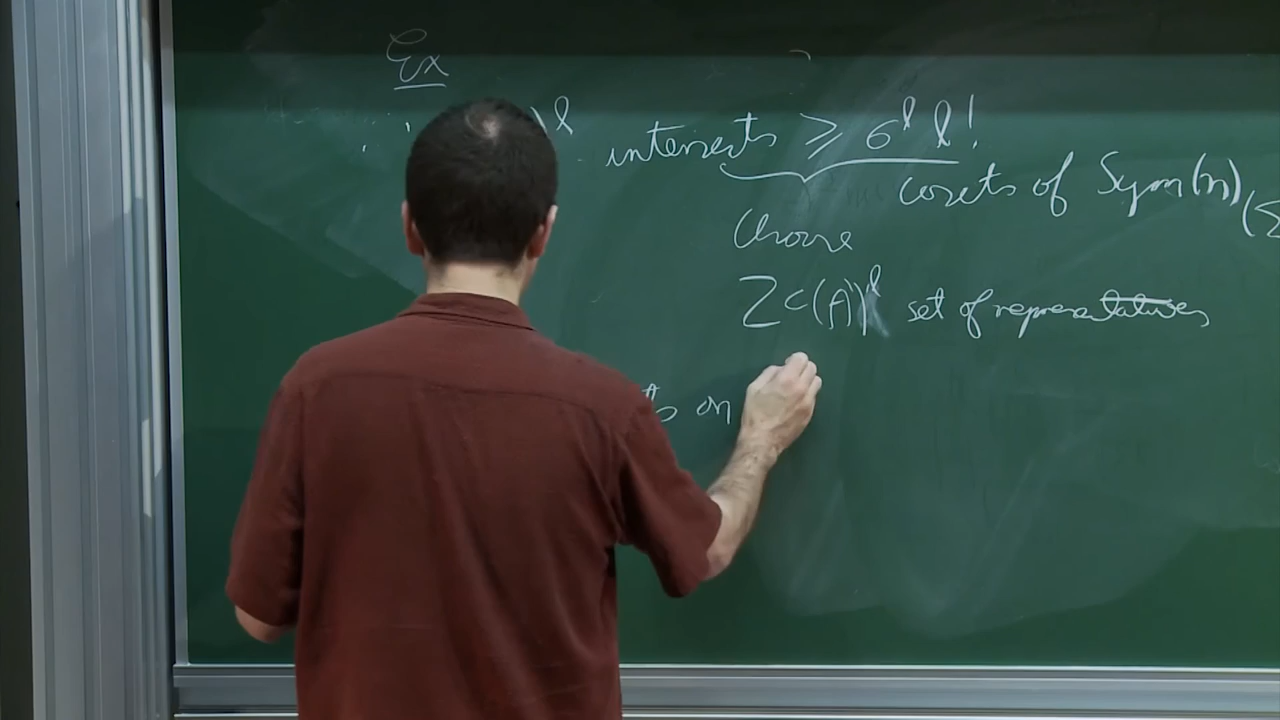 Ex
)^l intersects ≥ 6^l l!
cosets of Sym(n)_(Σ
Choose
Z ⊂ (A')^l set of representatives
on